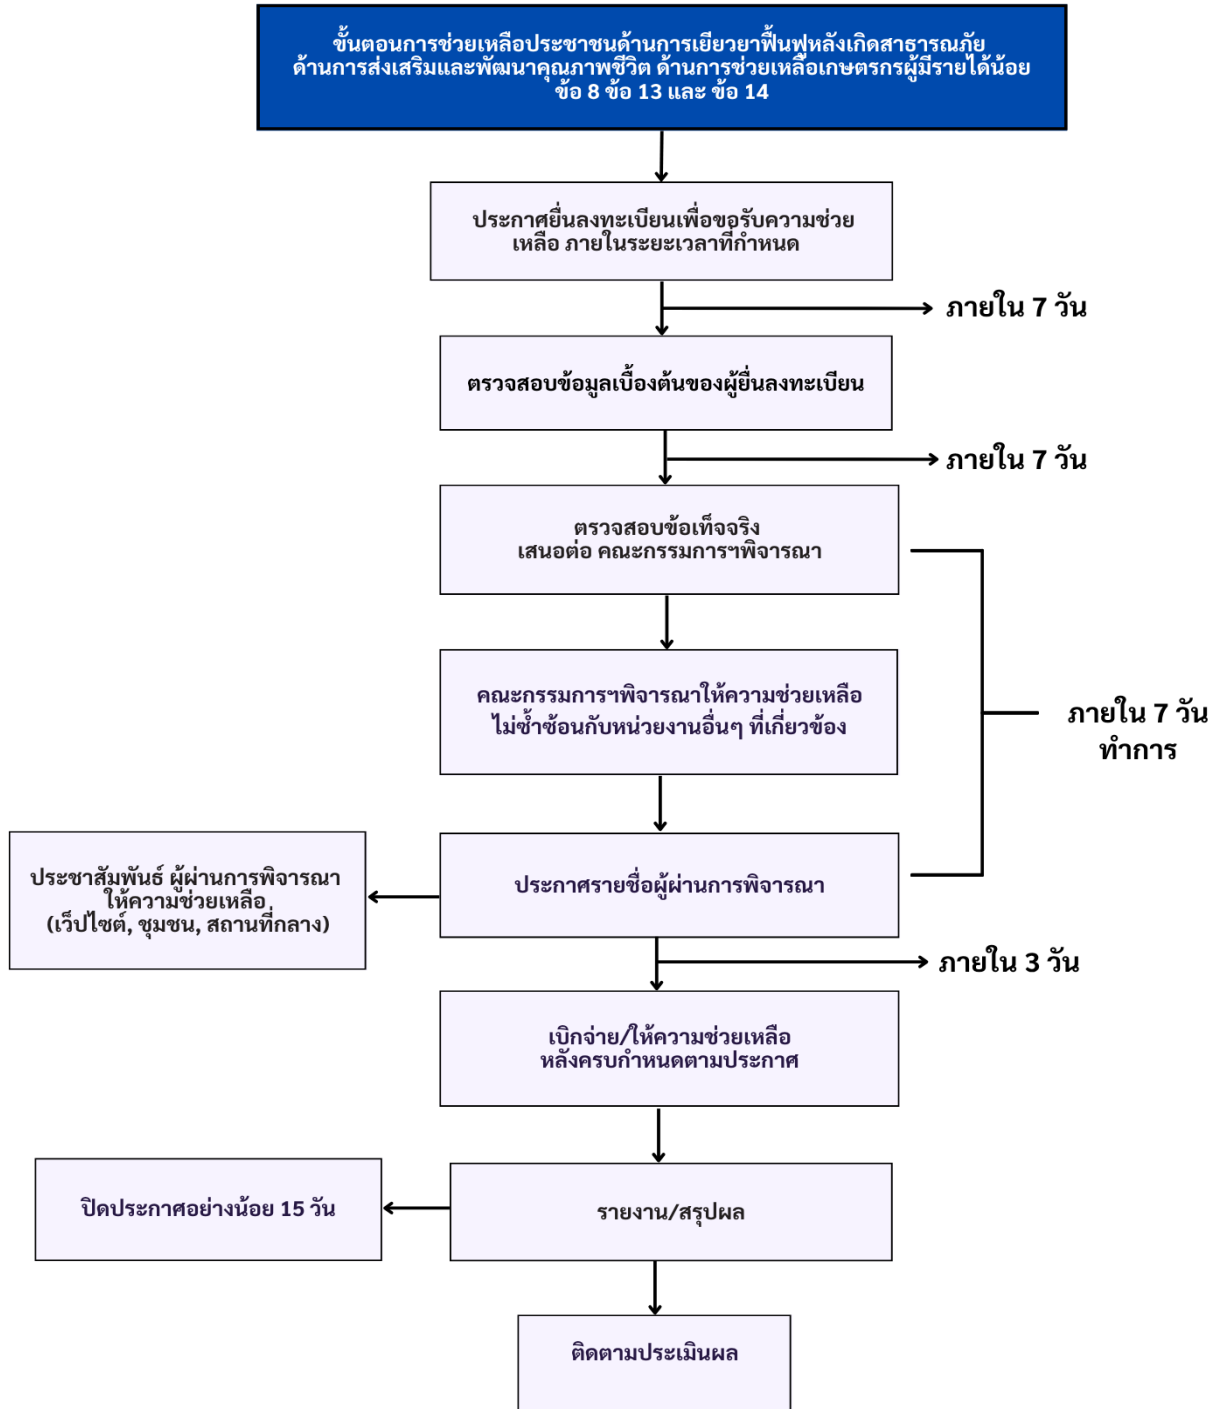 ขั้นตอนการช่วยเหลือประชาชนด้านการเยียวยาฟื้นฟูหลังเกิดสาธารณภัย
ด้านการส่งเสริมและพัฒนาคุณภาพชีวิต ด้านการช่วยเหลือเกษตรกรผู้มีรายได้น้อย
ข้อ 8 ข้อ 13 และ ข้อ 14
ประกาศยื่นลงทะเบียนเพื่อขอรับความช่วย
เหลือ ภายในระยะเวลาที่กำหนด
ภายใน 7 วัน
ตรวจสอบข้อมูลเบื้องต้นของผู้ยื่นลงทะเบียน
ภายใน 7 วัน
ตรวจสอบข้อเท็จจริง
เสนอต่อ คณะกรรมการฯพิจารณา
คณะกรรมการฯพิจารณาให้ความช่วยเหลือ
ไม่ซ้ำซ้อนกับหน่วยงานอื่นๆ ที่เกี่ยวข้อง
ภายใน 7 วัน
ทำการ
ประกาศรายชื่อผู้ผ่านการพิจารณา
ประชาสัมพันธ์ ผู้ผ่านการพิจารณา
ให้ความช่วยเหลือ
(เว็ปไซต์, ชุมชน, สถานที่กลาง)
ภายใน 3 วัน
เบิกจ่าย/ให้ความช่วยเหลือ
หลังครบกำหนดตามประกาศ
รายงาน/สรุปผล
ปิดประกาศอย่างน้อย 15 วัน
ติดตามประเมินผล